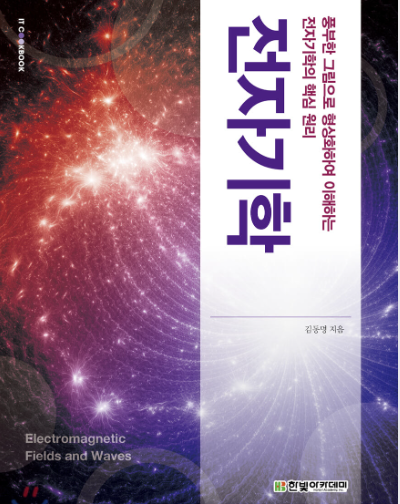 IT COOKBOOK
풍부한 그림으로 형상화하여 이해하는
전자기학의 핵심 원리
전자기학
김동명 지음
Electromagnetic
Fields and Waves
한빛아카데미